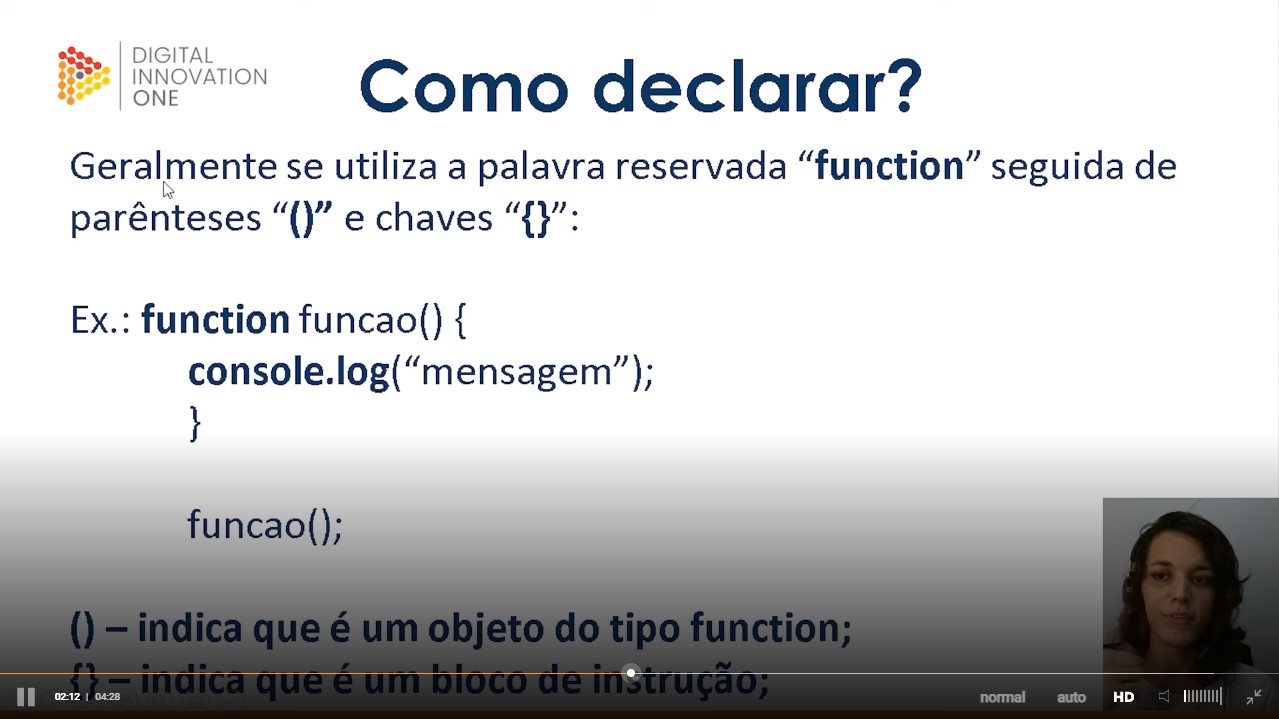 DIGITAL
INNOVATION
ONE
Como declarar?
Geralmente se utiliza a palavra reservada “function” seguida de
parênteses “()” e chaves “{}”:
Ex.: function funcao() {
console.log(“mensagem”);
}
funcao();
() – indica que é um objeto do tipo function;
{} – indica que é um bloco de instrução;
02:12 | 04:28
normal auto HD